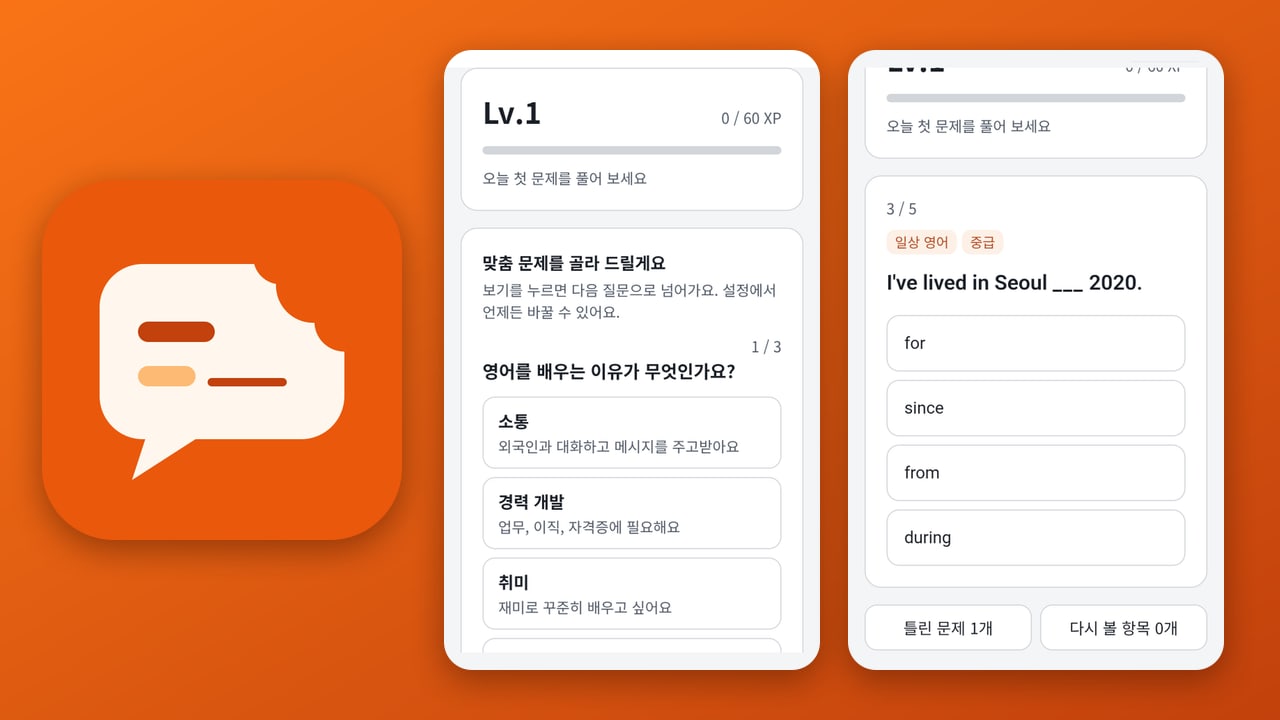 Lv.1
0 / 60 XP
오늘 첫 문제를 풀어 보세요
맞춤 문제를 골라 드릴게요
보기를 누르면 다음 질문으로 넘어가요. 설정에서
언제든 바꿀 수 있어요.
1 / 3
영어를 배우는 이유가 무엇인가요?
소통
외국인과 대화하고 메시지를 주고받아요
경력 개발
업무, 이직, 자격증에 필요해요
취미
재미로 꾸준히 배우고 싶어요
Lv.1
0 / 60 XP
오늘 첫 문제를 풀어 보세요
3 / 5
일상 영어 중급
I've lived in Seoul ___ 2020.
for
since
from
during
틀린 문제 1개
다시 볼 항목 0개